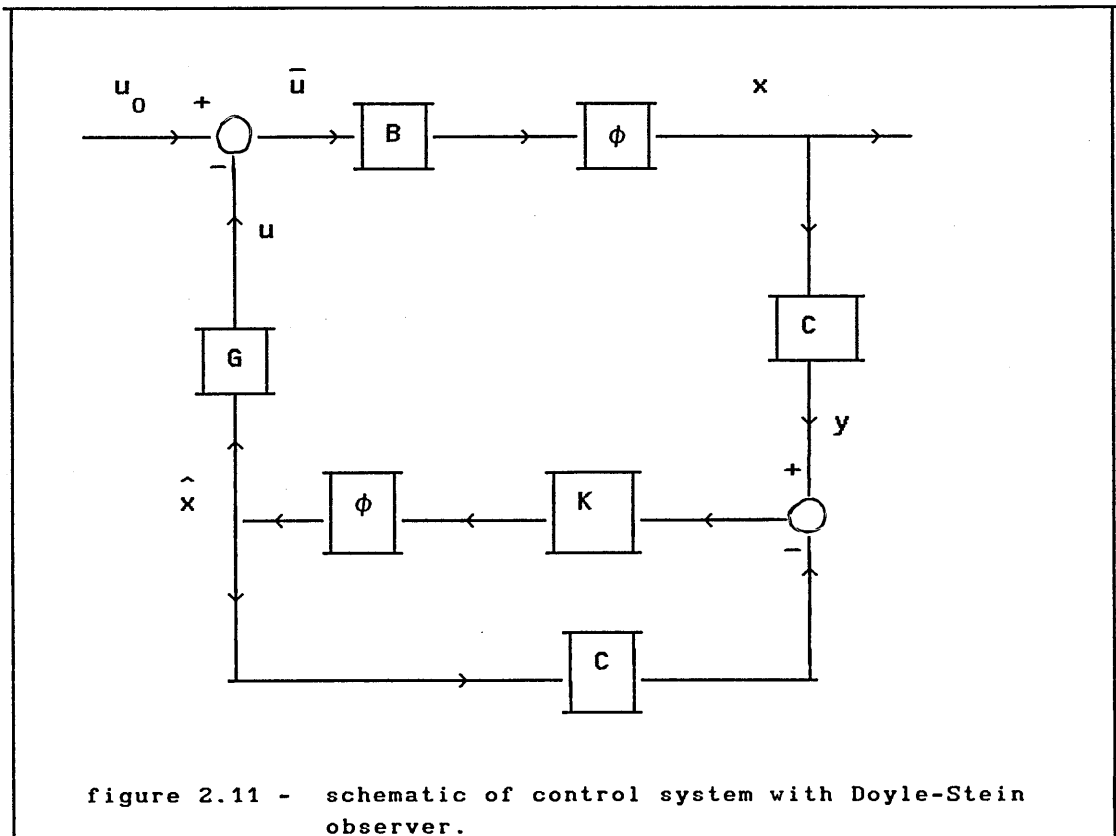 u0 + ū x
B ϕ
−
u
C
G
y
+
x̂ ϕ K
−
C
figure 2.11 - schematic of control system with Doyle-Stein
observer.